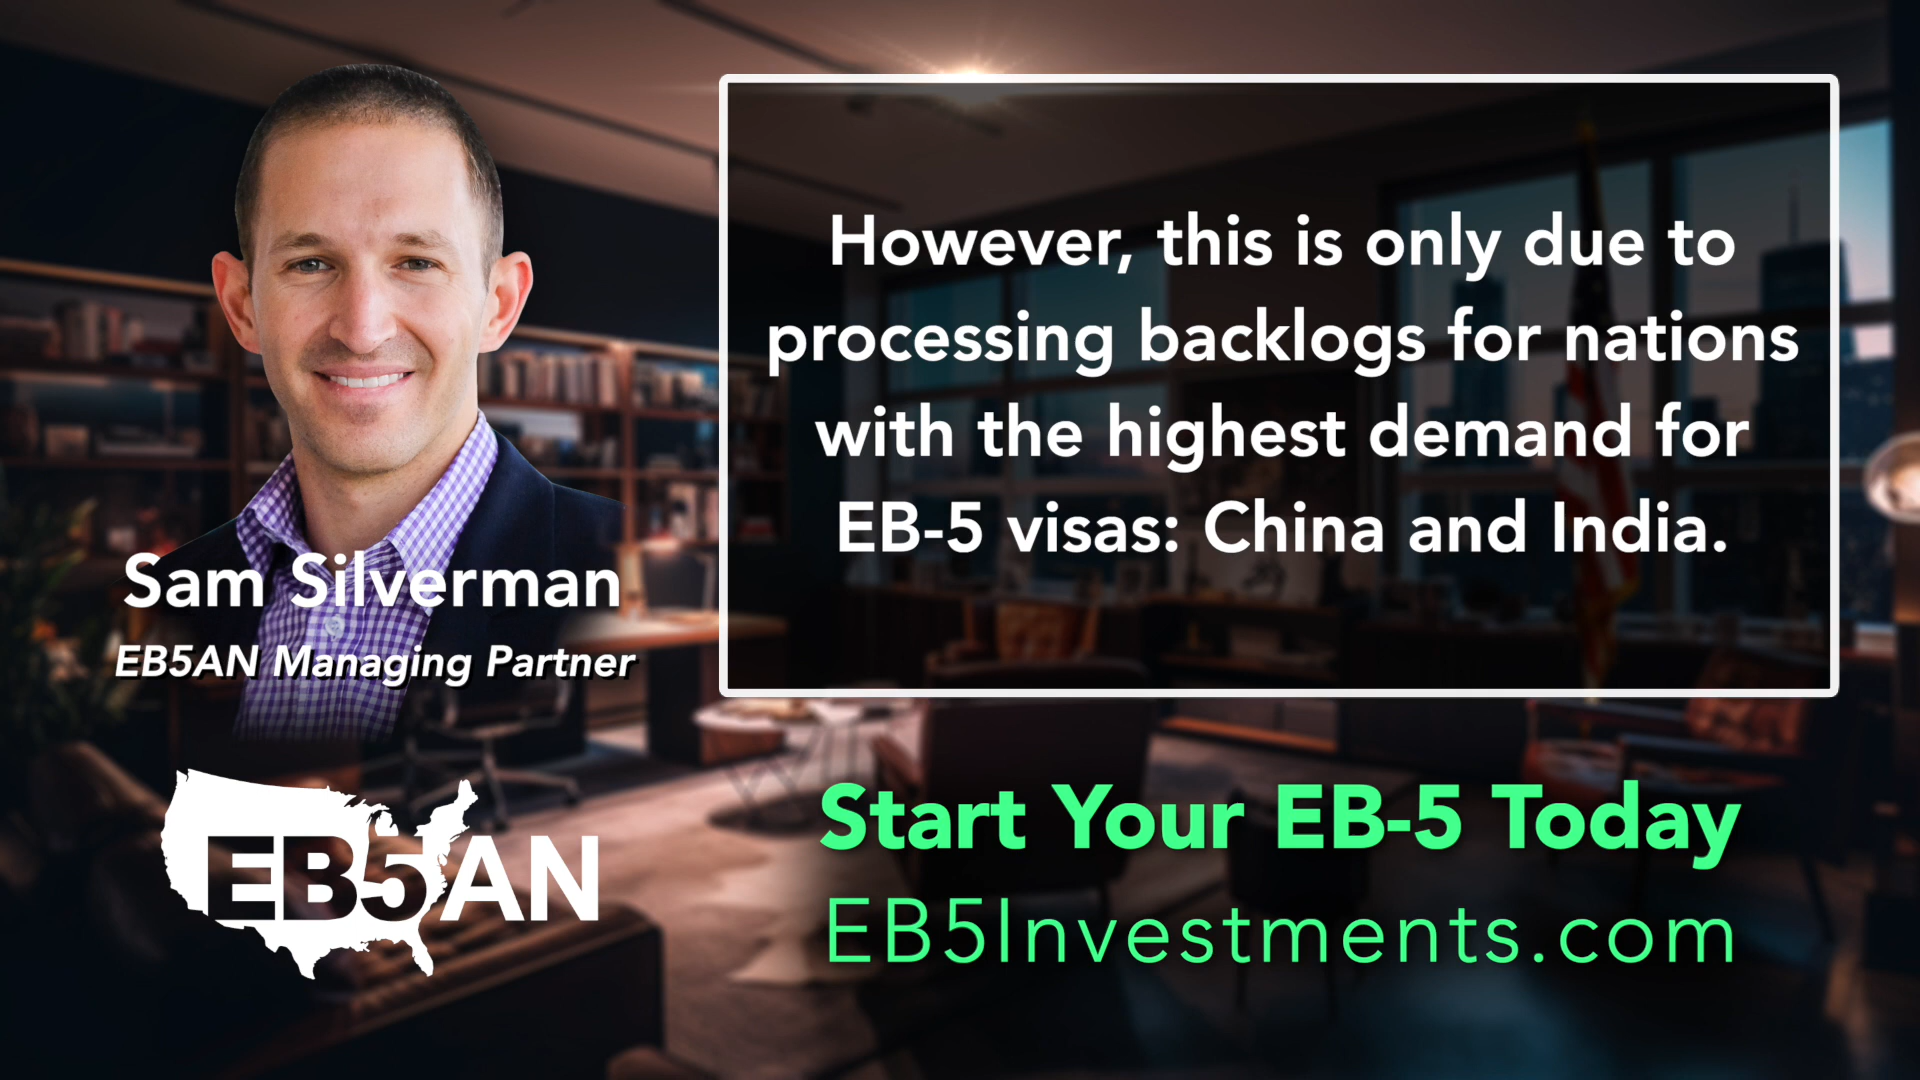 Sam Silverman
EB5AN Managing Partner
EB5AN
However, this is only due to
processing backlogs for nations
with the highest demand for
EB-5 visas: China and India.
Start Your EB-5 Today
EB5Investments.com